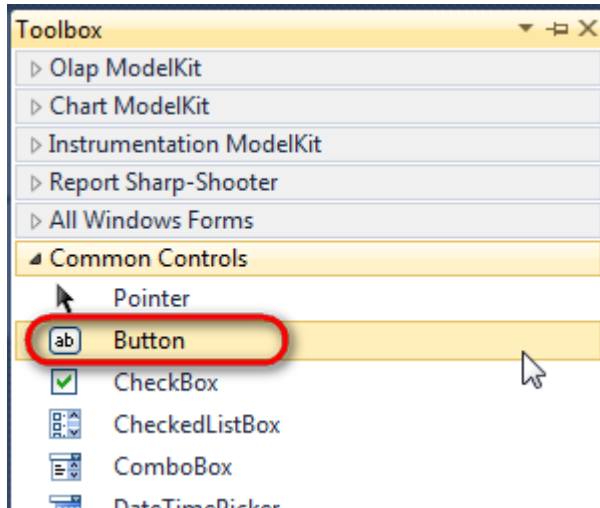 Toolbox
Olap ModelKit
Chart ModelKit
Instrumentation ModelKit
Report Sharp-Shooter
All Windows Forms
Common Controls
Pointer
ab Button
CheckBox
CheckedListBox
ComboBox
DateTimePicker